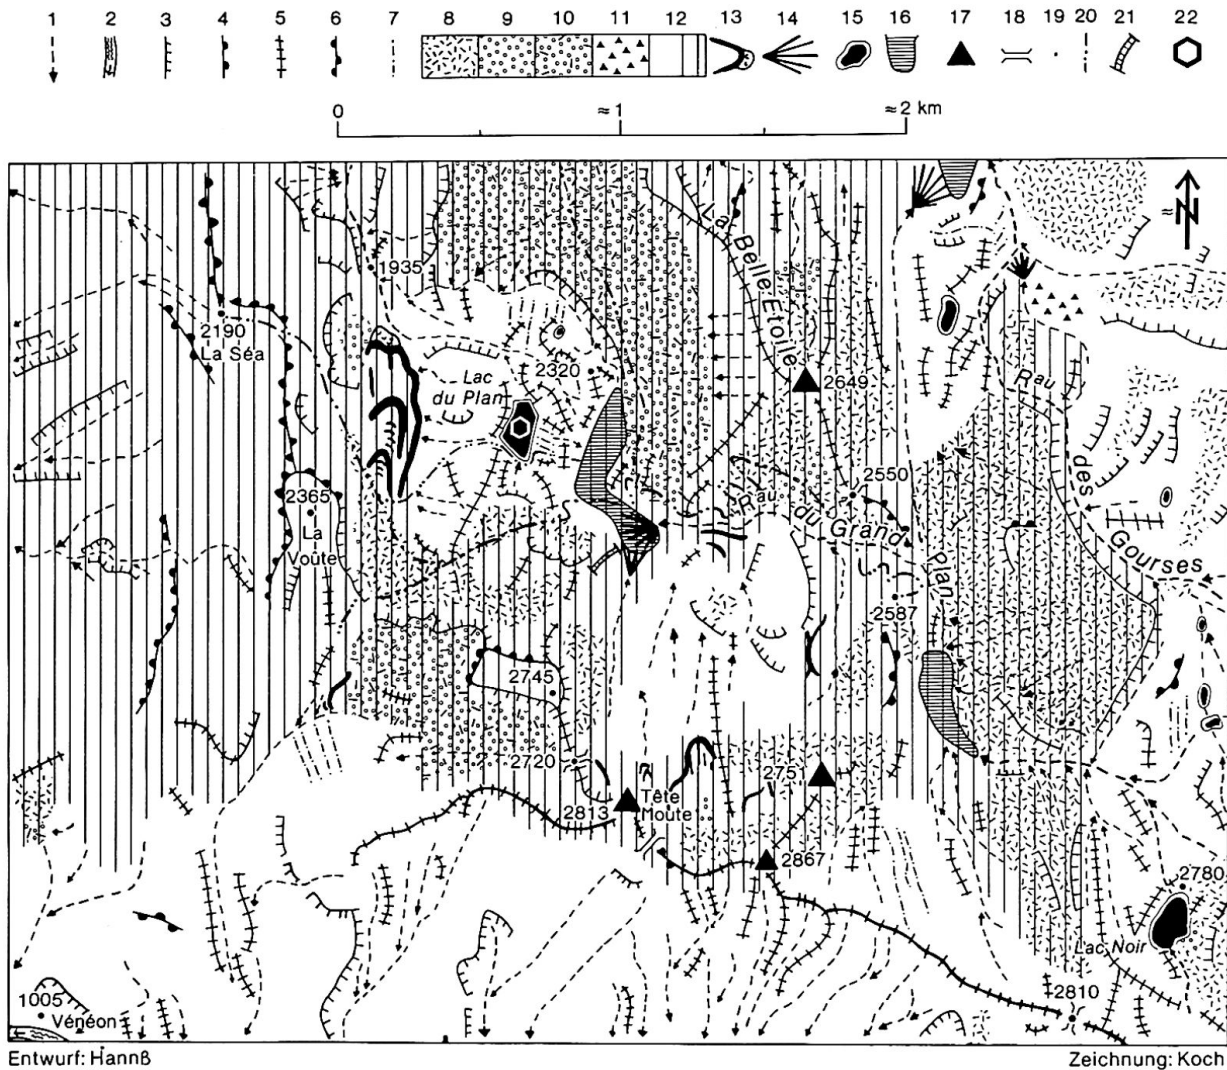 1 2 3 4 5 6 7 8 9 10 11 12 13 14 15 16 17 18 19 20 21 22
0 ≈1 ≈2 km
≈N
La Belle Etoile
1935
2190
La Séa
2320
Lac
du Plan
2649
Rau des Gourses
2365
La
Voute
2550
Rau du Grand Plan
2587
2745
2720
2751
2813
Tête
Moute
2867
2780
Lac Noir
1005
Vénéon
2810
Entwurf: Hannß
Zeichnung: Koch